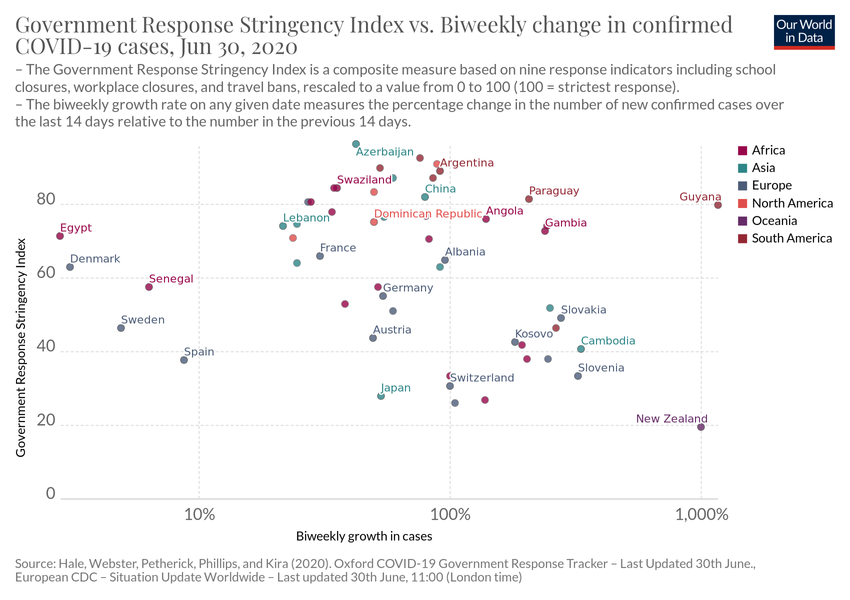 Government Response Stringency Index vs. Biweekly change in confirmed
COVID-19 cases, Jun 30, 2020
Our World
in Data
– The Government Response Stringency Index is a composite measure based on nine response indicators including school
closures, workplace closures, and travel bans, rescaled to a value from 0 to 100 (100 = strictest response).
– The biweekly growth rate on any given date measures the percentage change in the number of new confirmed cases over
the last 14 days relative to the number in the previous 14 days.
Government Response Stringency Index
80
60
40
20
0
Azerbaijan
Argentina
Swaziland
China
Paraguay
Guyana
Lebanon
Dominican Republic
Angola
Gambia
Egypt
France
Albania
Denmark
Senegal
Germany
Slovakia
Sweden
Austria
Kosovo
Cambodia
Spain
Slovenia
Switzerland
Japan
New Zealand
10%
100%
1,000%
Biweekly growth in cases
Africa
Asia
Europe
North America
Oceania
South America
Source: Hale, Webster, Petherick, Phillips, and Kira (2020). Oxford COVID-19 Government Response Tracker – Last Updated 30th June.,
European CDC – Situation Update Worldwide – Last updated 30th June, 11:00 (London time)